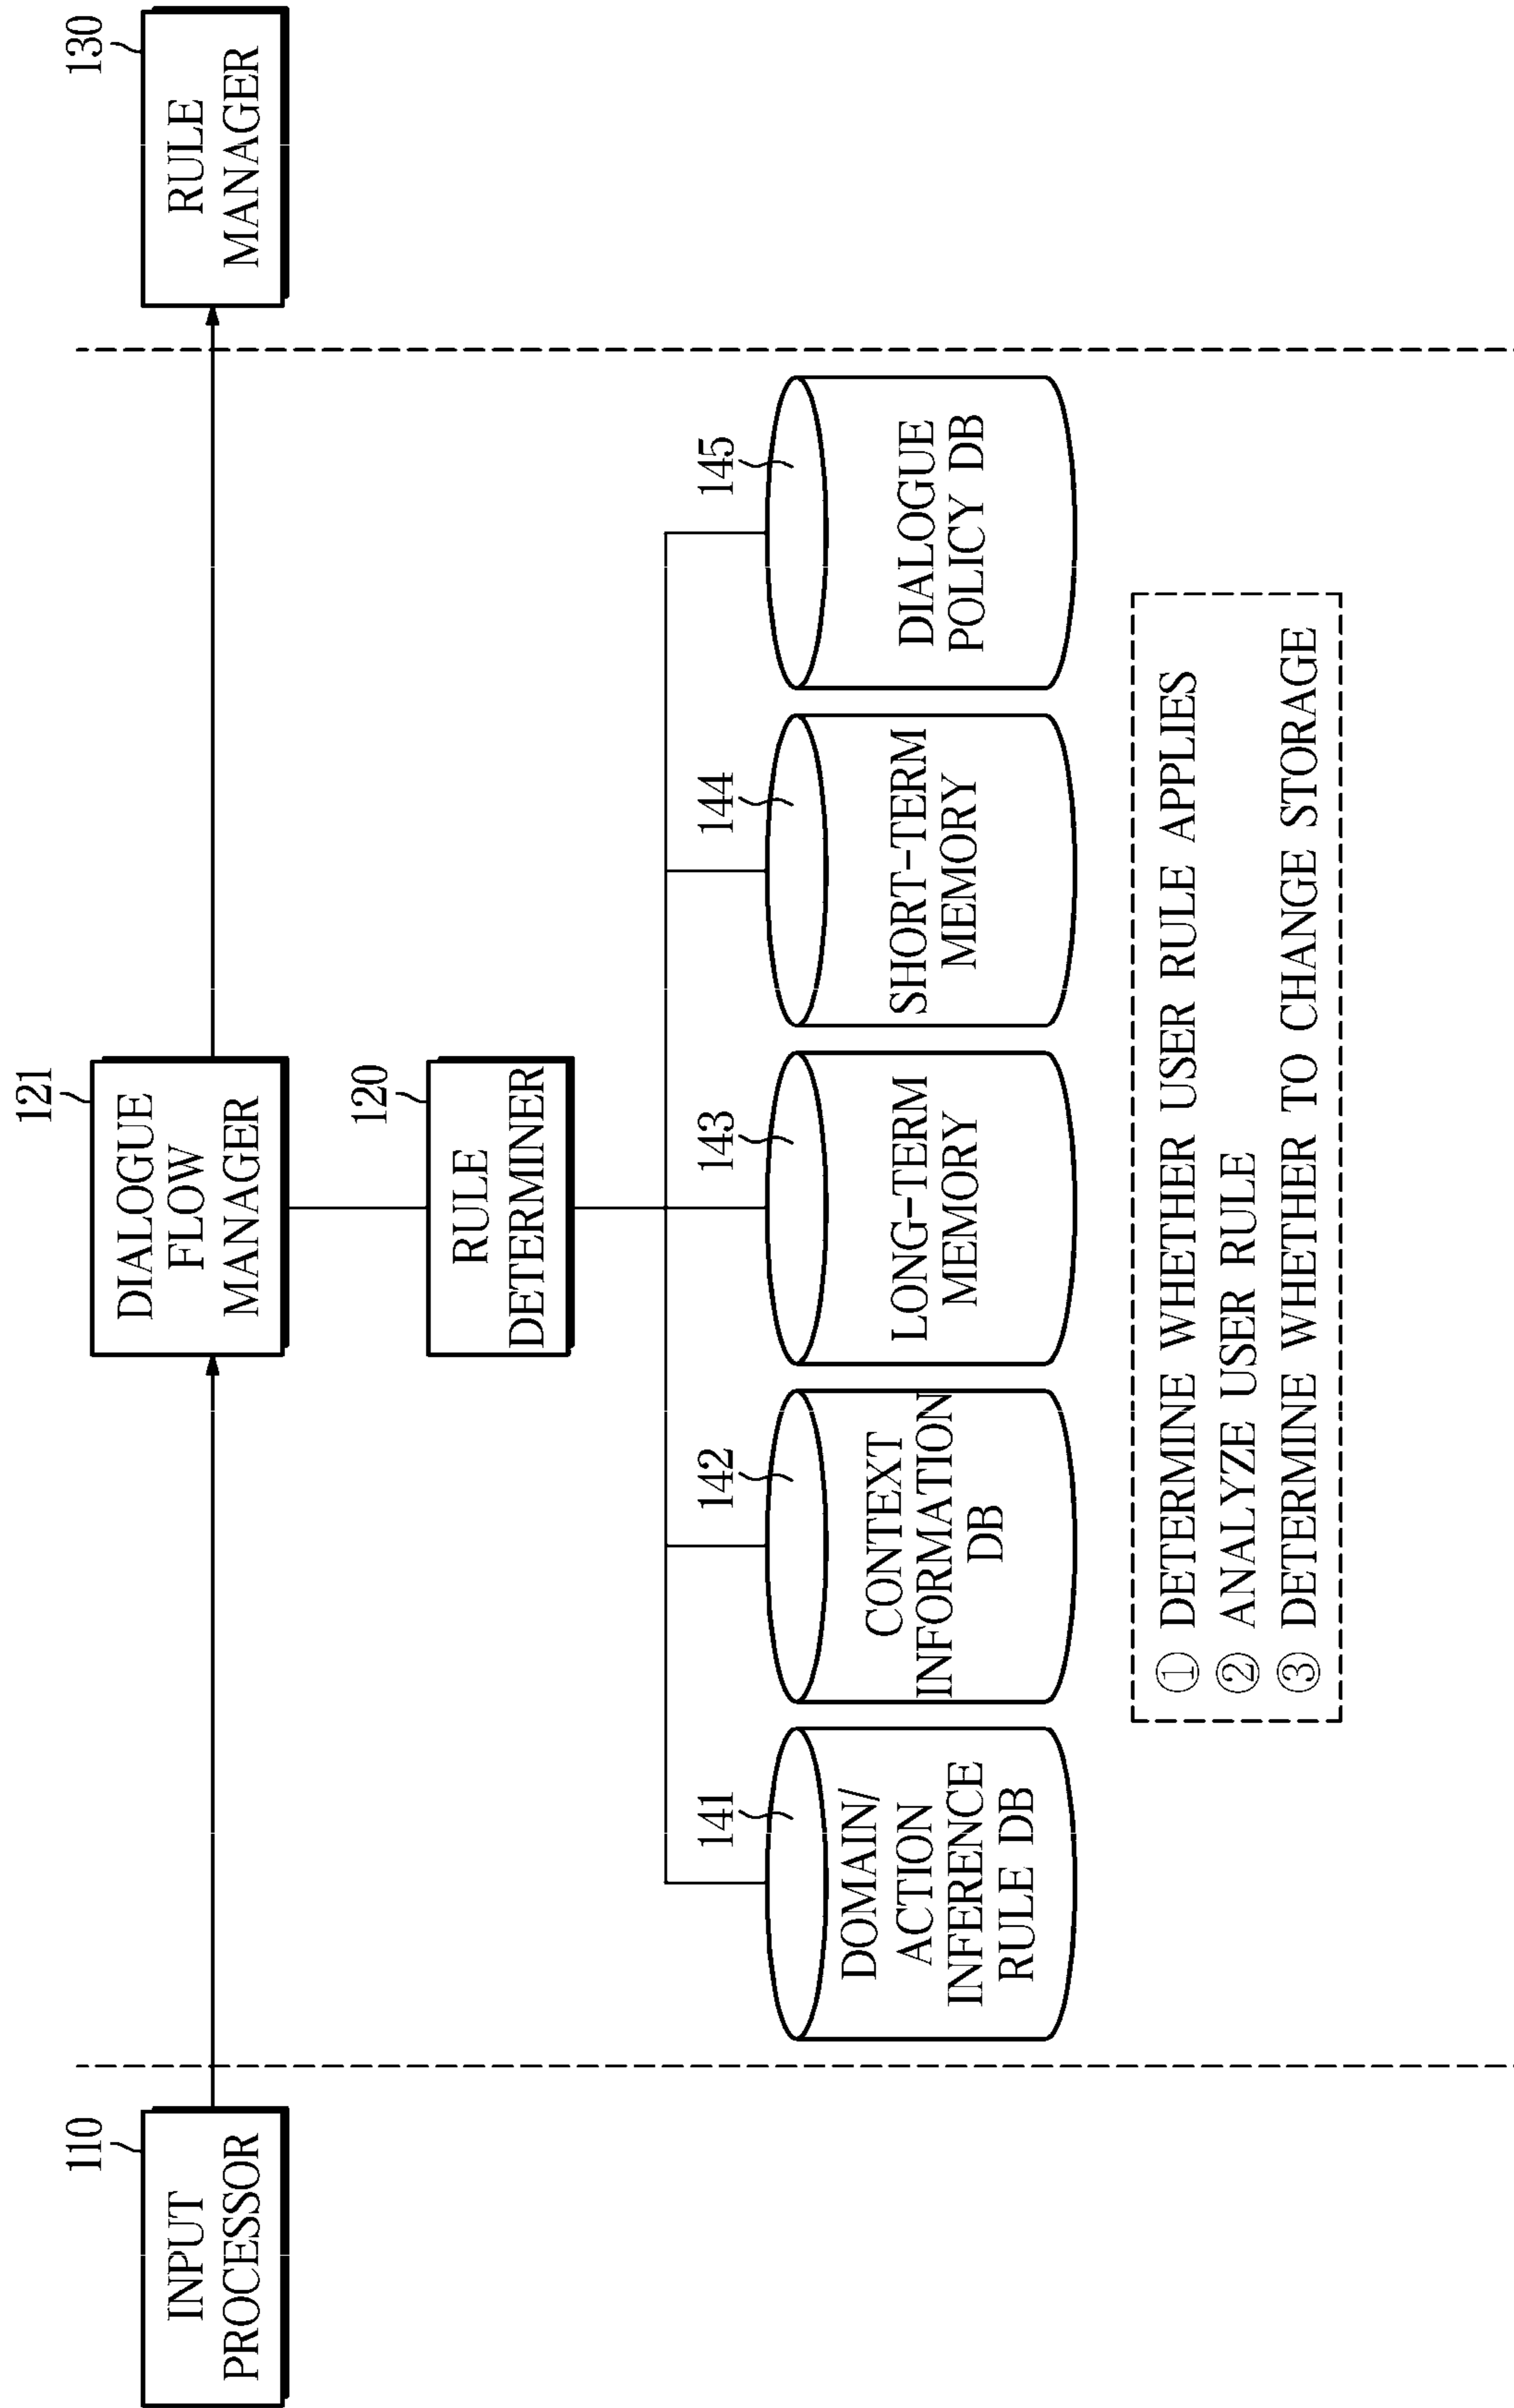 110
INPUT
PROCESSOR
121
DIALOGUE
FLOW
MANAGER
130
RULE
MANAGER
120
RULE
DETERMINER
141
DOMAIN/
ACTION
INFERENCE
RULE DB
142
CONTEXT
INFORMATION
DB
143
LONG-TERM
MEMORY
144
SHORT-TERM
MEMORY
145
DIALOGUE
POLICY DB
① DETERMINE WHETHER USER RULE APPLIES
② ANALYZE USER RULE
③ DETERMINE WHETHER TO CHANGE STORAGE